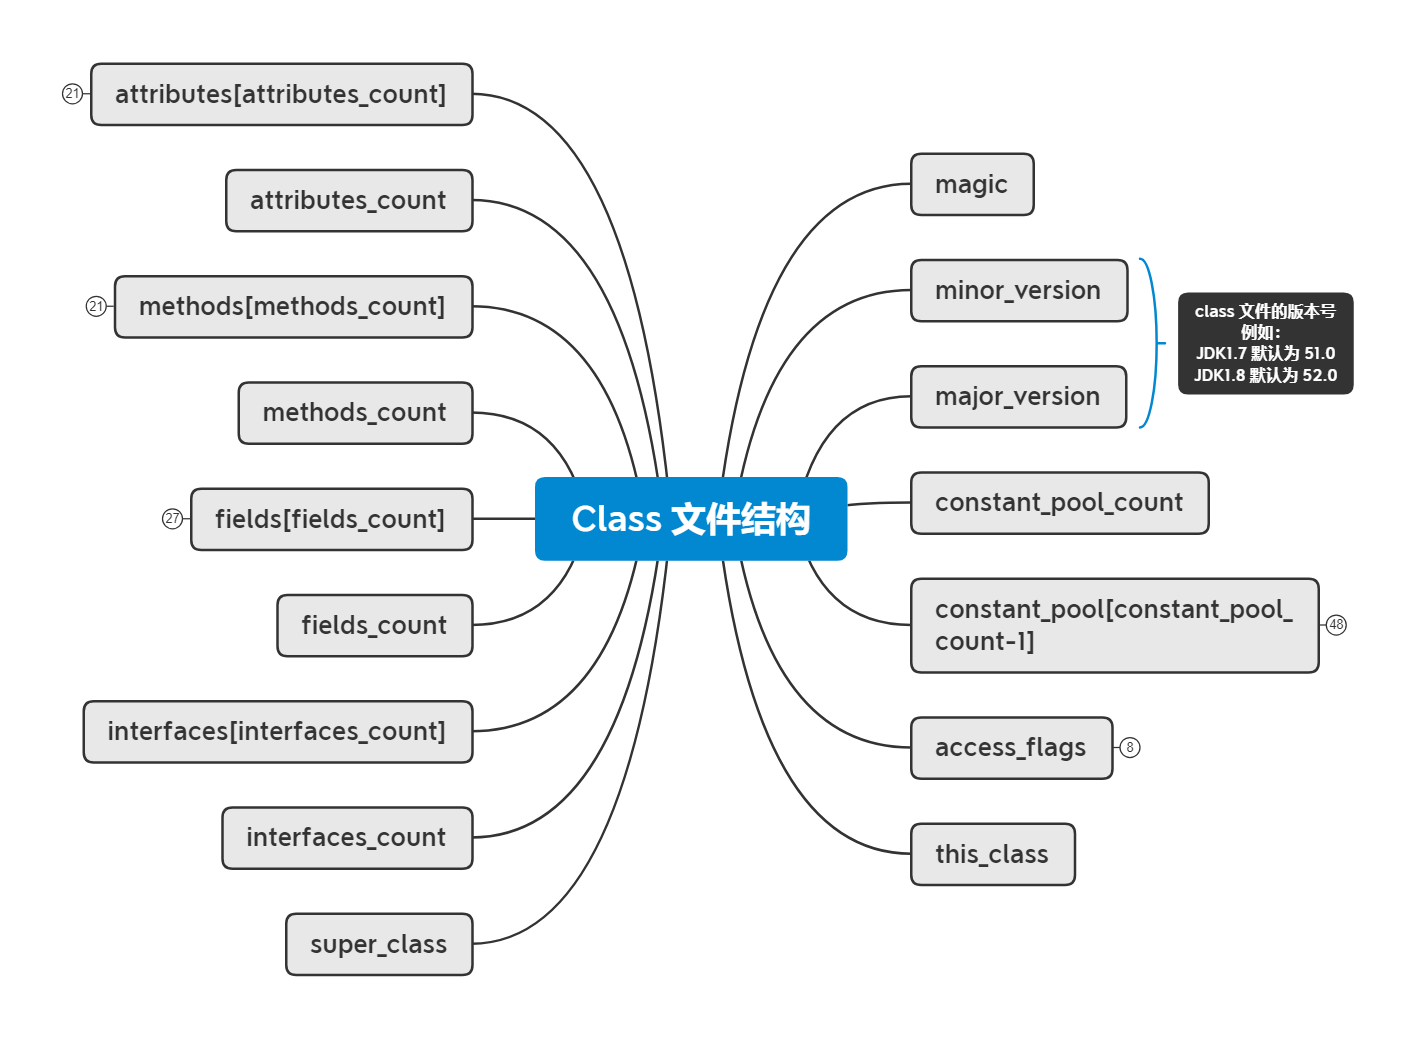 Class 文件结构
magic
minor_version
major_version
class 文件的版本号
例如：
JDK1.7 默认为 51.0
JDK1.8 默认为 52.0
constant_pool_count
constant_pool[constant_pool_
count-1]
48
access_flags
8
this_class
21
attributes[attributes_count]
attributes_count
21
methods[methods_count]
methods_count
27
fields[fields_count]
fields_count
interfaces[interfaces_count]
interfaces_count
super_class